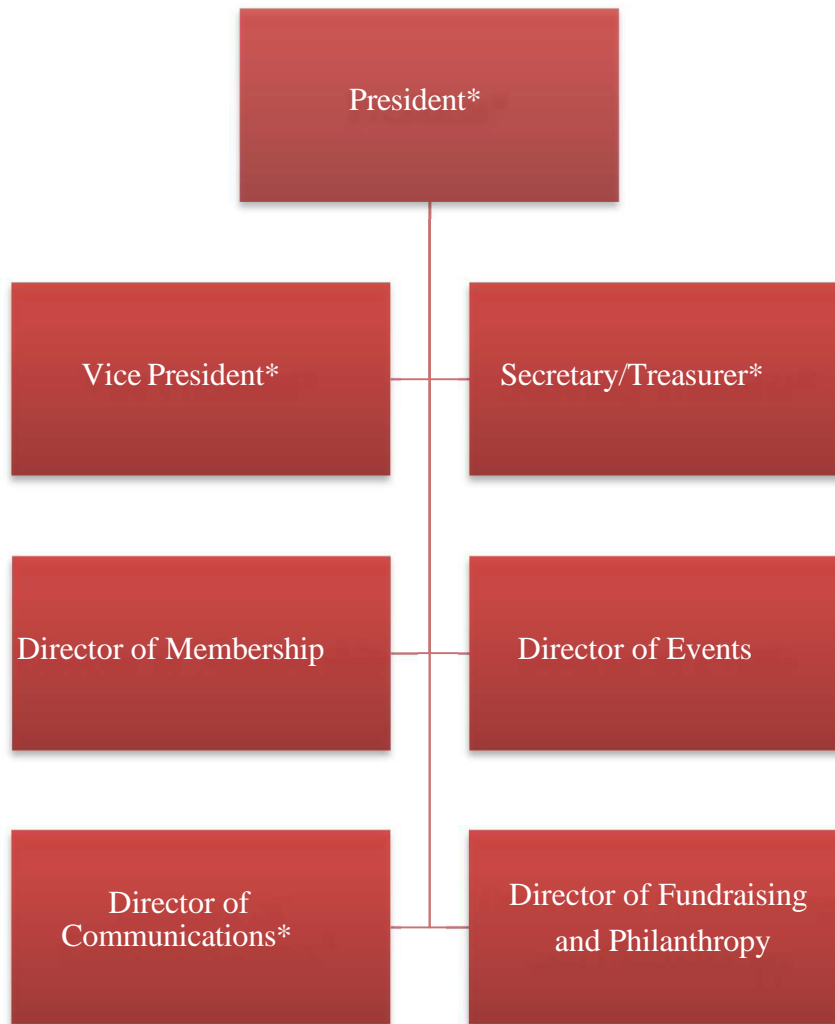 President*
Vice President*
Secretary/Treasurer*
Director of Membership
Director of Events
Director of
Communications*
Director of Fundraising
and Philanthropy